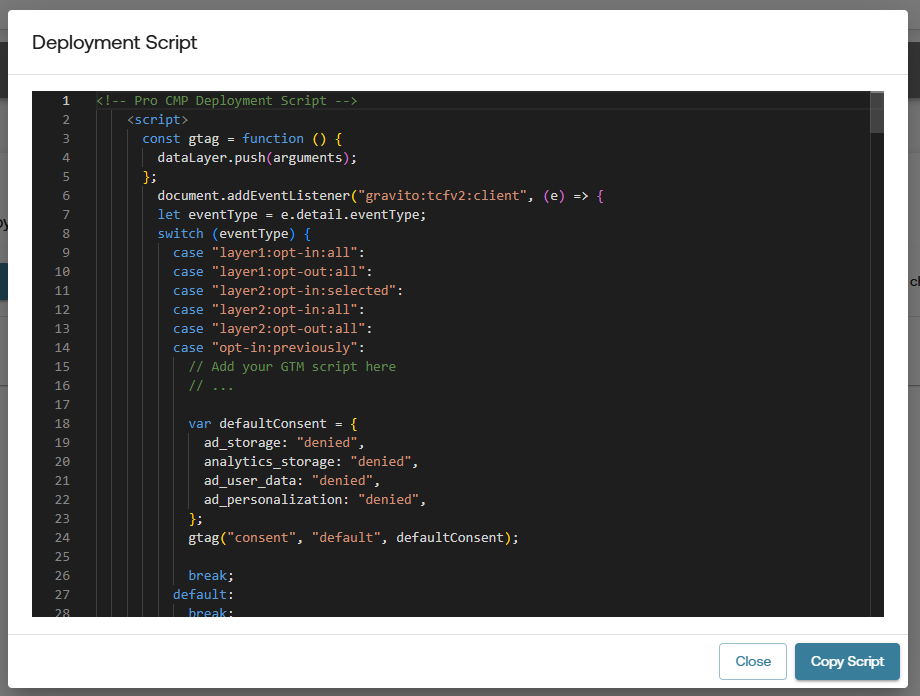 Deployment Script
1 <!-- Pro CMP Deployment Script -->
2 <script>
3 const gtag = function () {
4 dataLayer.push(arguments);
5 };
6 document.addEventListener("gravito:tcfv2:client", (e) => {
7 let eventType = e.detail.eventType;
8 switch (eventType) {
9 case "layer1:opt-in:all":
10 case "layer1:opt-out:all":
11 case "layer2:opt-in:selected":
12 case "layer2:opt-in:all":
13 case "layer2:opt-out:all":
14 case "opt-in:previously":
15 // Add your GTM script here
16 // ...
17
18 var defaultConsent = {
19 ad_storage: "denied",
20 analytics_storage: "denied",
21 ad_user_data: "denied",
22 ad_personalization: "denied",
23 };
24 gtag("consent", "default", defaultConsent);
25
26 break;
27 default:
28 break;
Close Copy Script